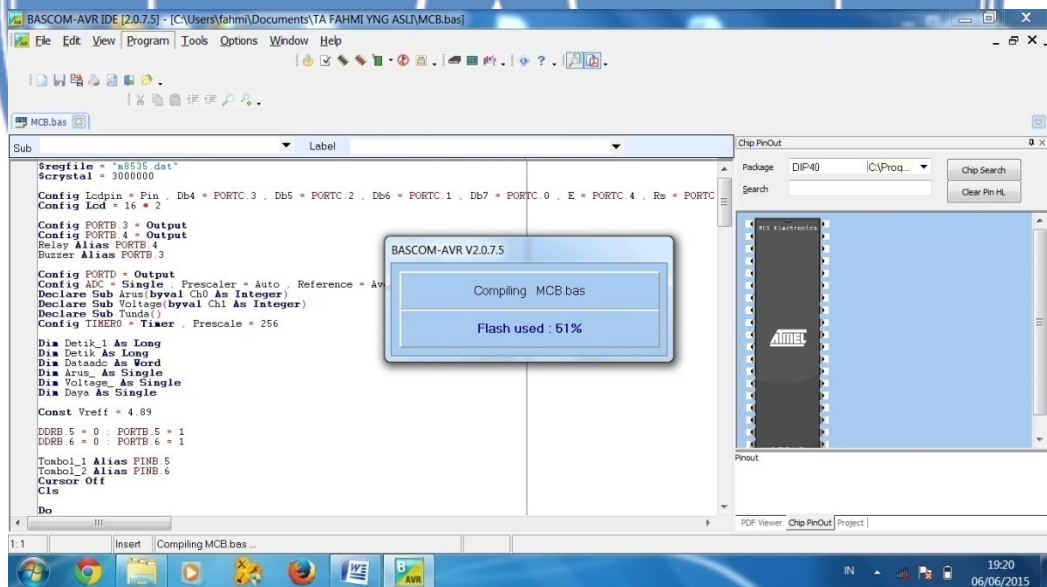 BASCOM-AVR IDE [2.0.7.5] - [C:\Users\fahmi\Documents\TA FAHMI YNG ASLI\MCB.bas]
File Edit View Program Tools Options Window Help
MCB.bas
Sub
Label
$regfile = "m8535.dat"
$crystal = 3000000
Config Lcdpin = Pin , Db4 = PORTC.3 , Db5 = PORTC.2 , Db6 = PORTC.1 , Db7 = PORTC.0 , E = PORTC.4 , Rs = PORTC
Config Lcd = 16 * 2
Config PORTB.3 = Output
Config PORTB.4 = Output
Relay Alias PORTB.4
Buzzer Alias PORTB.3
Config PORTD = Output
Config ADC = Single , Prescaler = Auto , Reference = Av
Declare Sub Arus(byval Ch0 As Integer)
Declare Sub Voltage(byval Ch1 As Integer)
Declare Sub Tunda()
Config TIMER0 = Timer , Prescale = 256
Dim Detik_1 As Long
Dim Detik As Long
Dim Dataadc As Word
Dim Arus_ As Single
Dim Voltage_ As Single
Dim Daya As Single
Const Vreff = 4.89
DDRB.5 = 0 : PORTB.5 = 1
DDRB.6 = 0 : PORTB.6 = 1
Tombol_1 Alias PINB.5
Tombol_2 Alias PINB.6
Cursor Off
Cls
Do
BASCOM-AVR V2.0.7.5
Compiling MCB.bas
Flash used : 51%
Chip PinOut
Package DIP40 C:\Prog... Chip Search
Search Clear Pin HL
MCS Electronics
ATMEL
Pinout
PDF Viewer Chip PinOut Project
1:1 Insert Compiling MCB.bas ...
W
B AVR
IN 19:20
06/06/2015